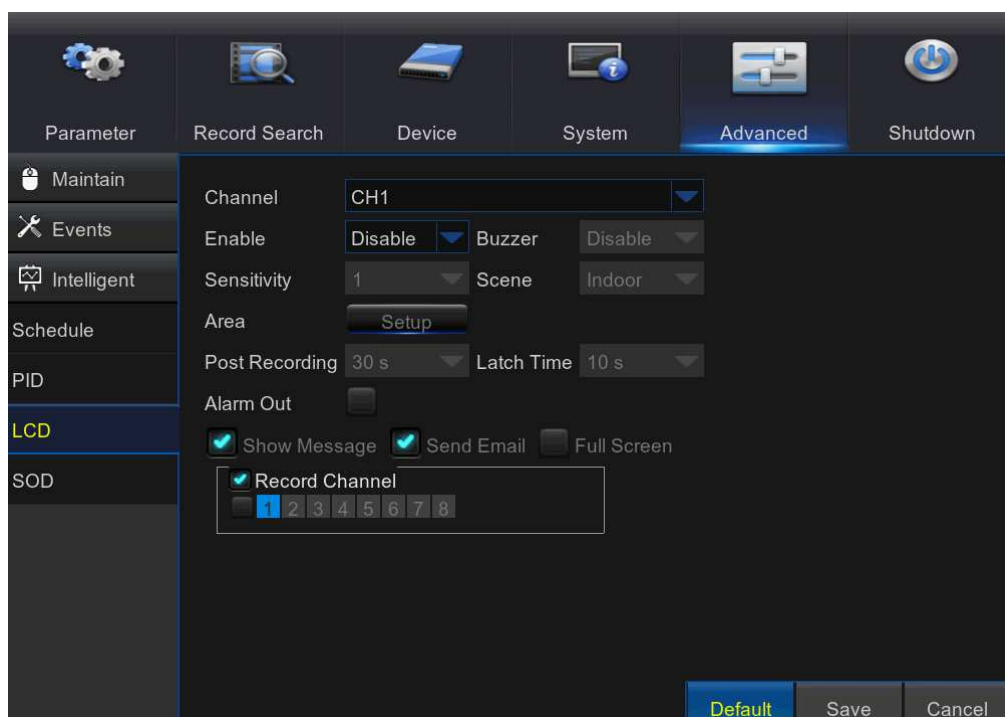 Parameter Record Search Device System Advanced Shutdown
Maintain
Events
Intelligent
Schedule
PID
LCD
SOD
Channel CH1
Enable Disable Buzzer Disable
Sensitivity 1 Scene Indoor
Area Setup
Post Recording 30 s Latch Time 10 s
Alarm Out
Show Message Send Email Full Screen
Record Channel
1 2 3 4 5 6 7 8
Default Save Cancel